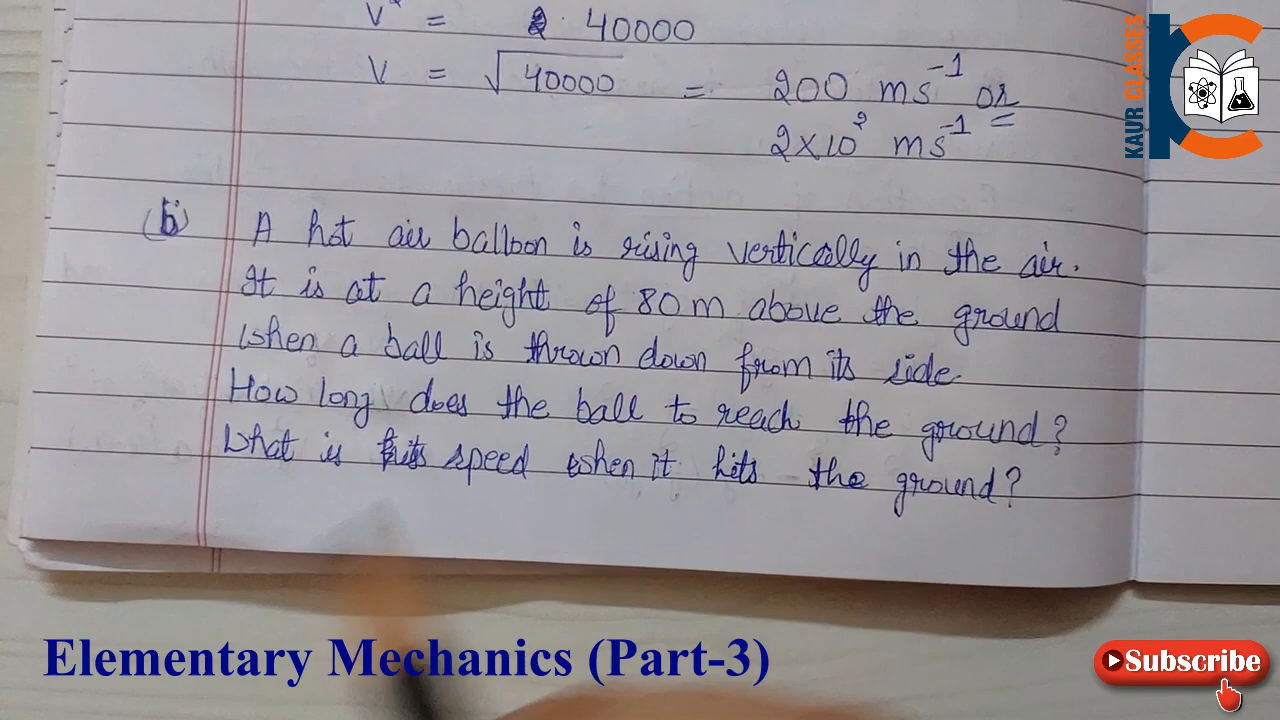 V² = 40000
V = √40000 = 200 ms⁻¹ or
2×10² ms⁻¹
(b) A hot air balloon is rising vertically in the air.
It is at a height of 80m above the ground
When a ball is thrown down from its side
How long does the ball to reach the ground?
What is its speed when it hits the ground?
KAUR CLASSES
Elementary Mechanics (Part-3)
Subscribe